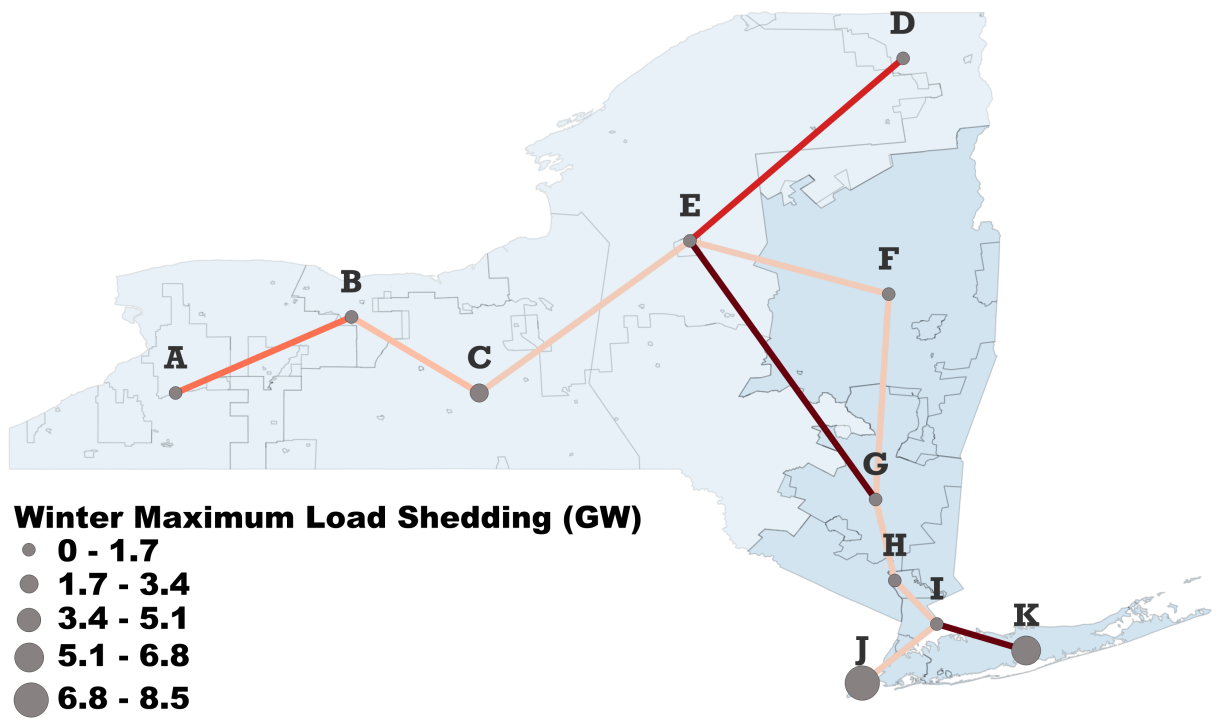 D
E
F
B
A
C
G
H
I
K
J
Winter Maximum Load Shedding (GW)
0 - 1.7
1.7 - 3.4
3.4 - 5.1
5.1 - 6.8
6.8 - 8.5